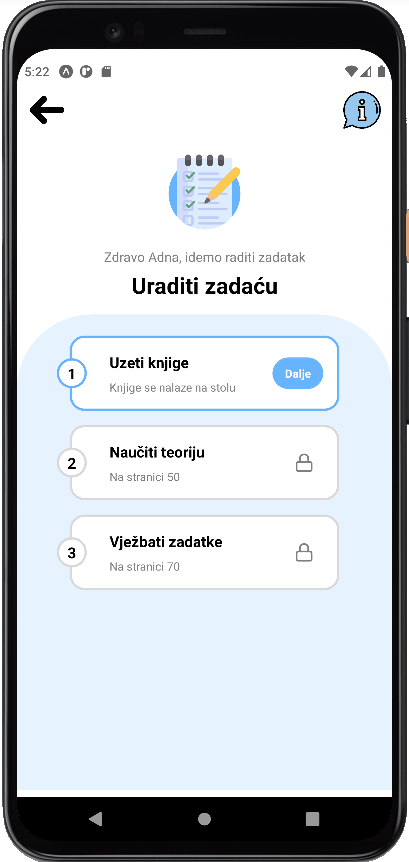 5:22
Zdravo Adna, idemo raditi zadatak
Uraditi zadaću
1
Uzeti knjige
Knjige se nalaze na stolu
Dalje
2
Naučiti teoriju
Na stranici 50
3
Vježbati zadatke
Na stranici 70